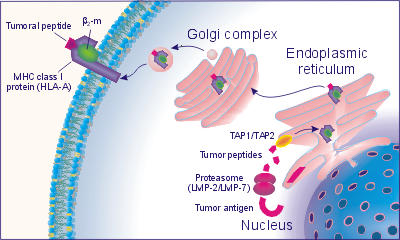 β₂-m
Tumoral peptide
MHC class I
protein (HLA-A)
Golgi complex
Endoplasmic
reticulum
TAP1/TAP2
Tumor peptides
Proteasome
(LMP-2/LMP-7)
Tumor antigen
Nucleus